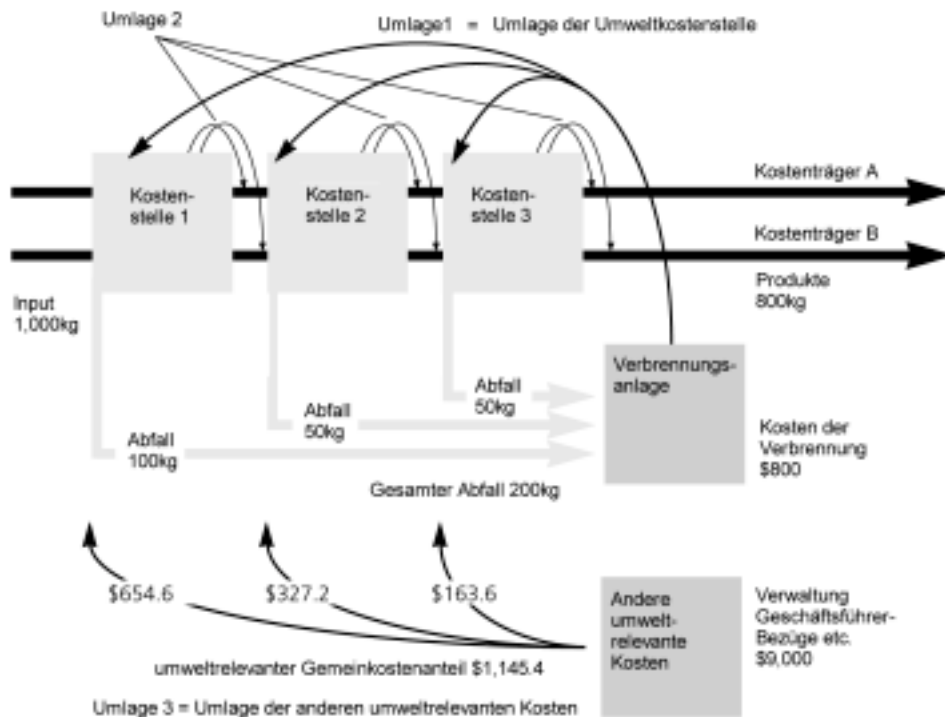 Umlage 2
Umlage1 = Umlage der Umweltkostenstelle
Kosten-
stelle 1
Kosten-
stelle 2
Kosten-
stelle 3
Kostenträger A
Kostenträger B
Input
1,000kg
Produkte
800kg
Verbrennungs-
anlage
Abfall
50kg
Abfall
50kg
Abfall
100kg
Kosten der
Verbrennung
$800
Gesamter Abfall 200kg
$654.6
$327.2
$163.6
Andere
umwelt-
relevante
Kosten
Verwaltung
Geschäftsführer-
Bezüge etc.
$9,000
umweltrelevanter Gemeinkostenanteil $1,145.4
Umlage 3 = Umlage der anderen umweltrelevanten Kosten